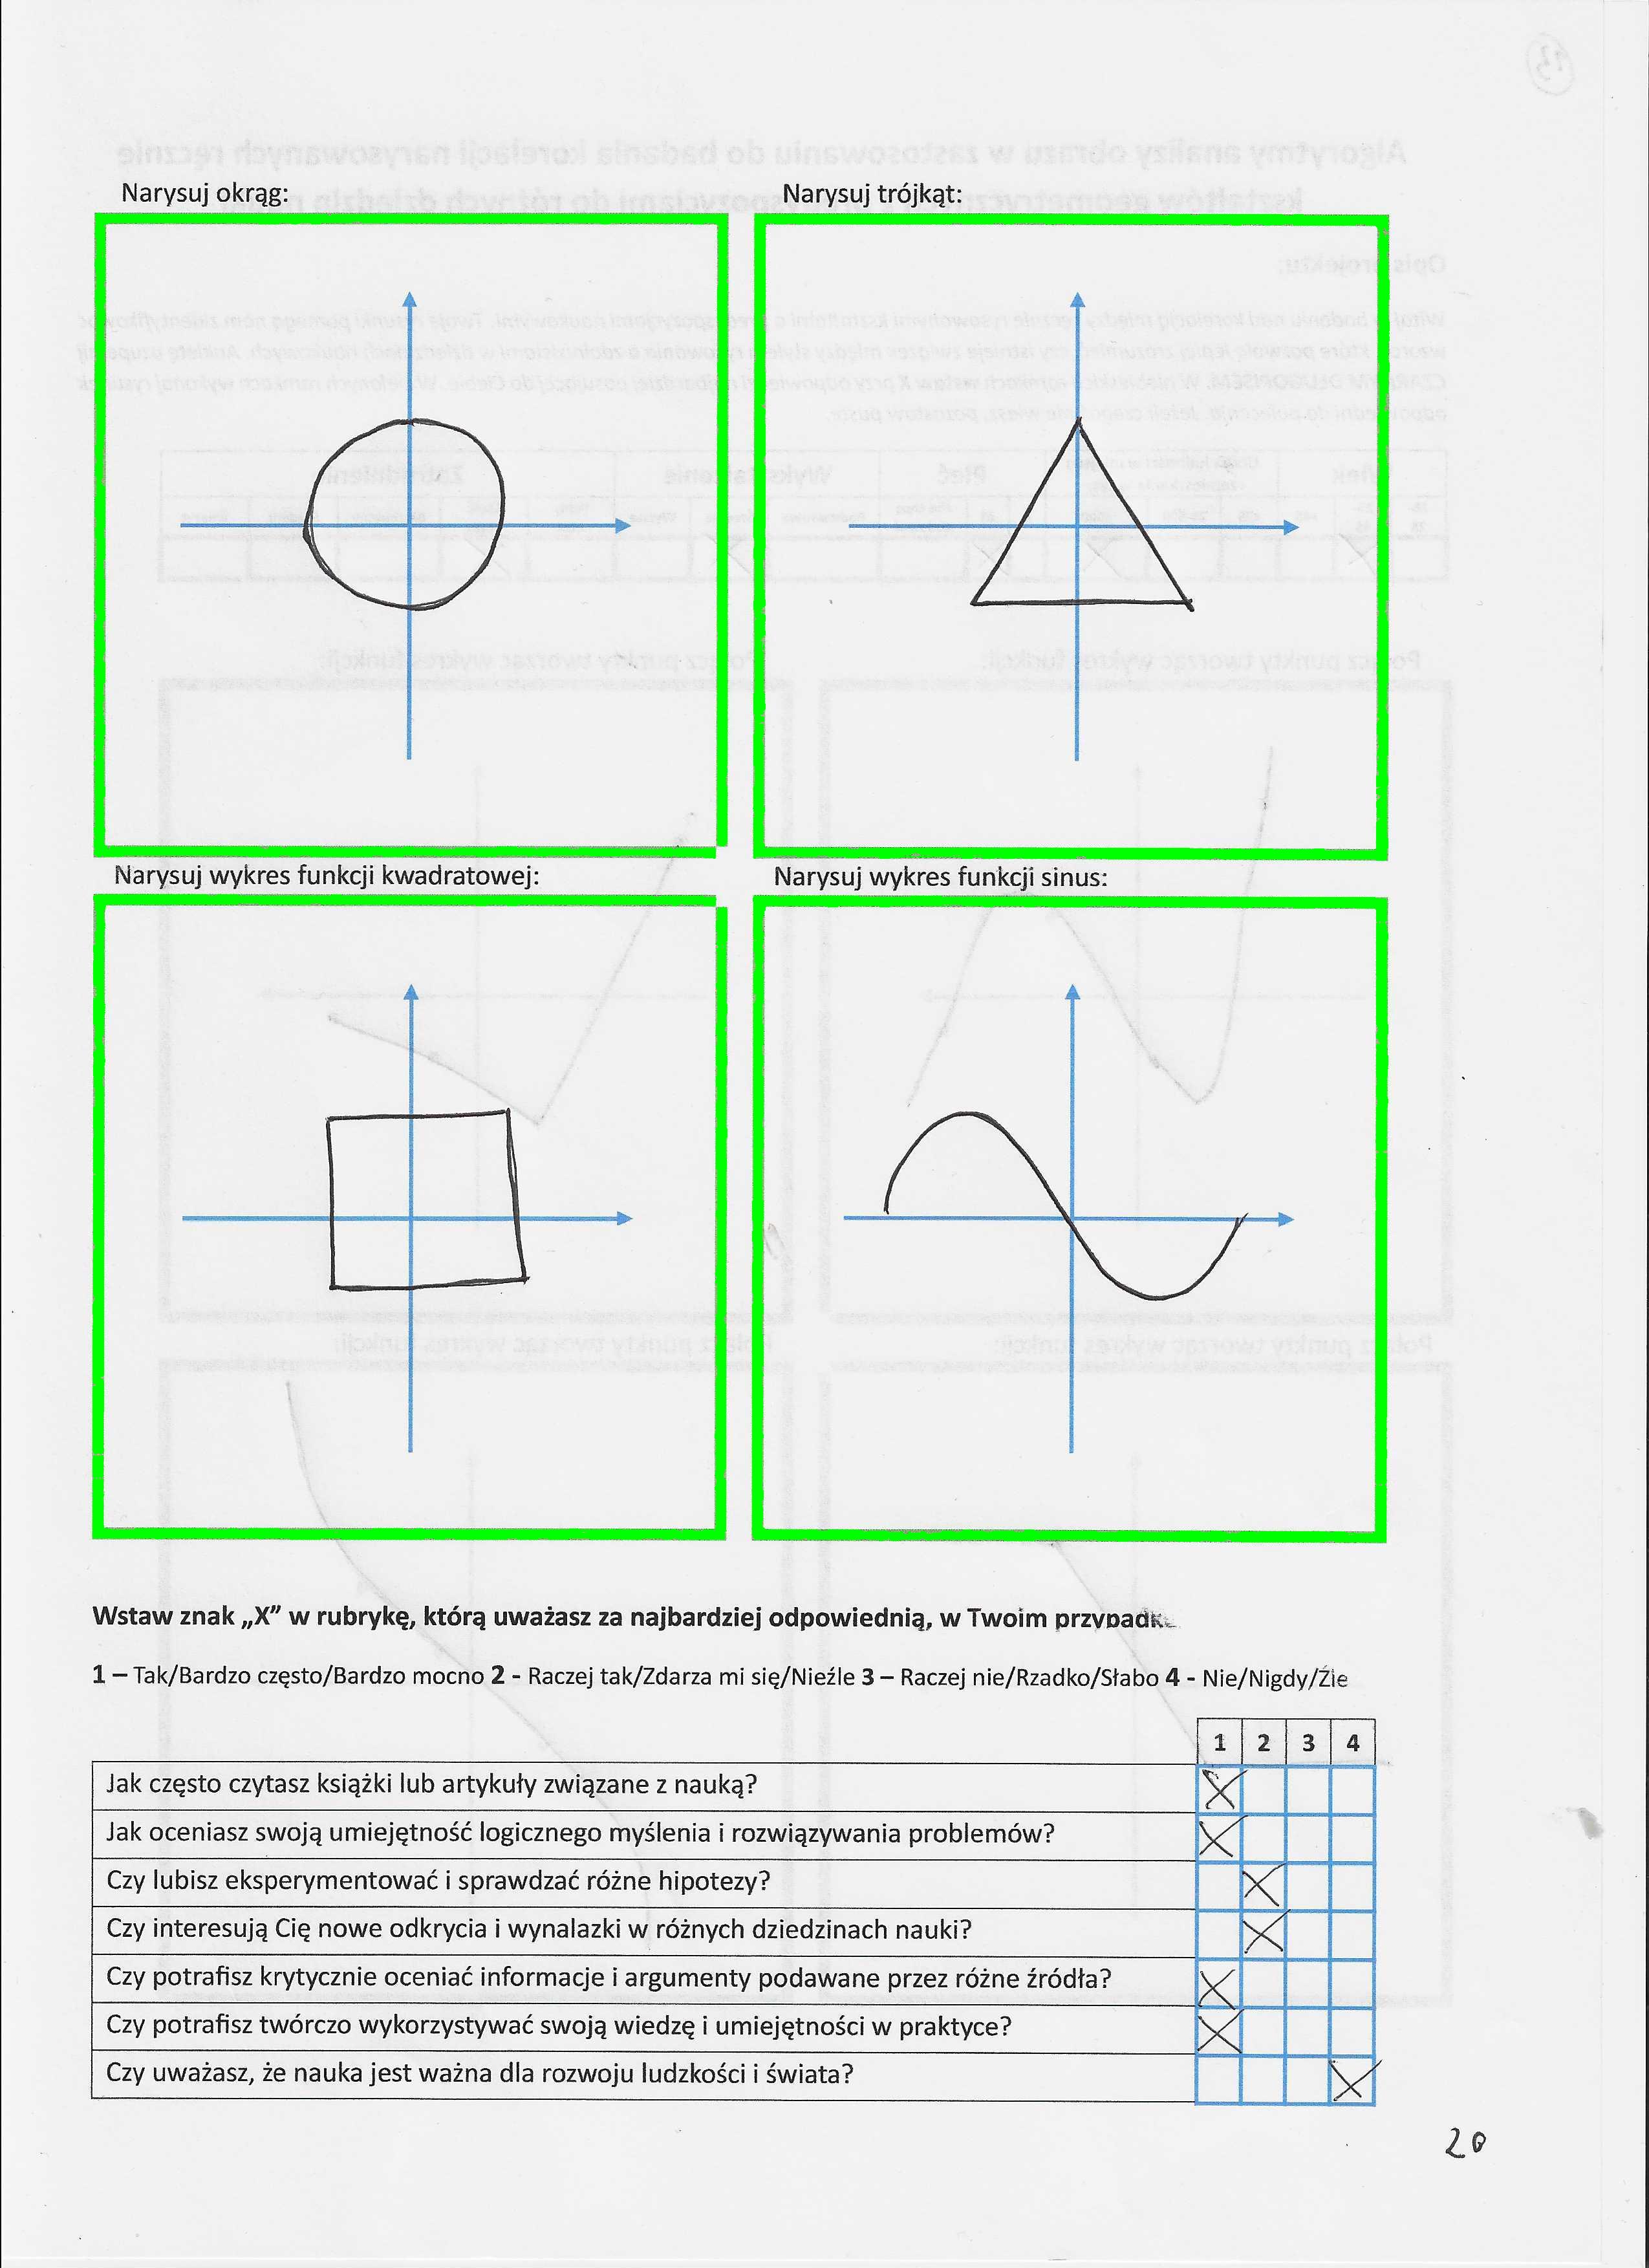 Narysuj okrąg:
Narysuj trójkąt:
Narysuj wykres funkcji kwadratowej:
Narysuj wykres funkcji sinus:
Wstaw znak „X” w rubrykę, którą uważasz za najbardziej odpowiednią, w Twoim
1 – Tak/Bardzo często/Bardzo mocno 2 - Raczej tak/Zdarza mi się/Nieźle 3 – Raczej nie/Rzadko/Słabo 4 - Nie/Nigdy/Źle
1 2 3 4
Jak często czytasz książki lub artykuły związane z nauką? X
Jak oceniasz swoją umiejętność logicznego myślenia i rozwiązywania problemów? X
Czy lubisz eksperymentować i sprawdzać różne hipotezy? X
Czy interesują Cię nowe odkrycia i wynalazki w różnych dziedzinach nauki? X
Czy potrafisz krytycznie oceniać informacje i argumenty podawane przez różne źródła? X
Czy potrafisz twórczo wykorzystywać swoją wiedzę i umiejętności w praktyce? X
Czy uważasz, że nauka jest ważna dla rozwoju ludzkości i świata? X
20